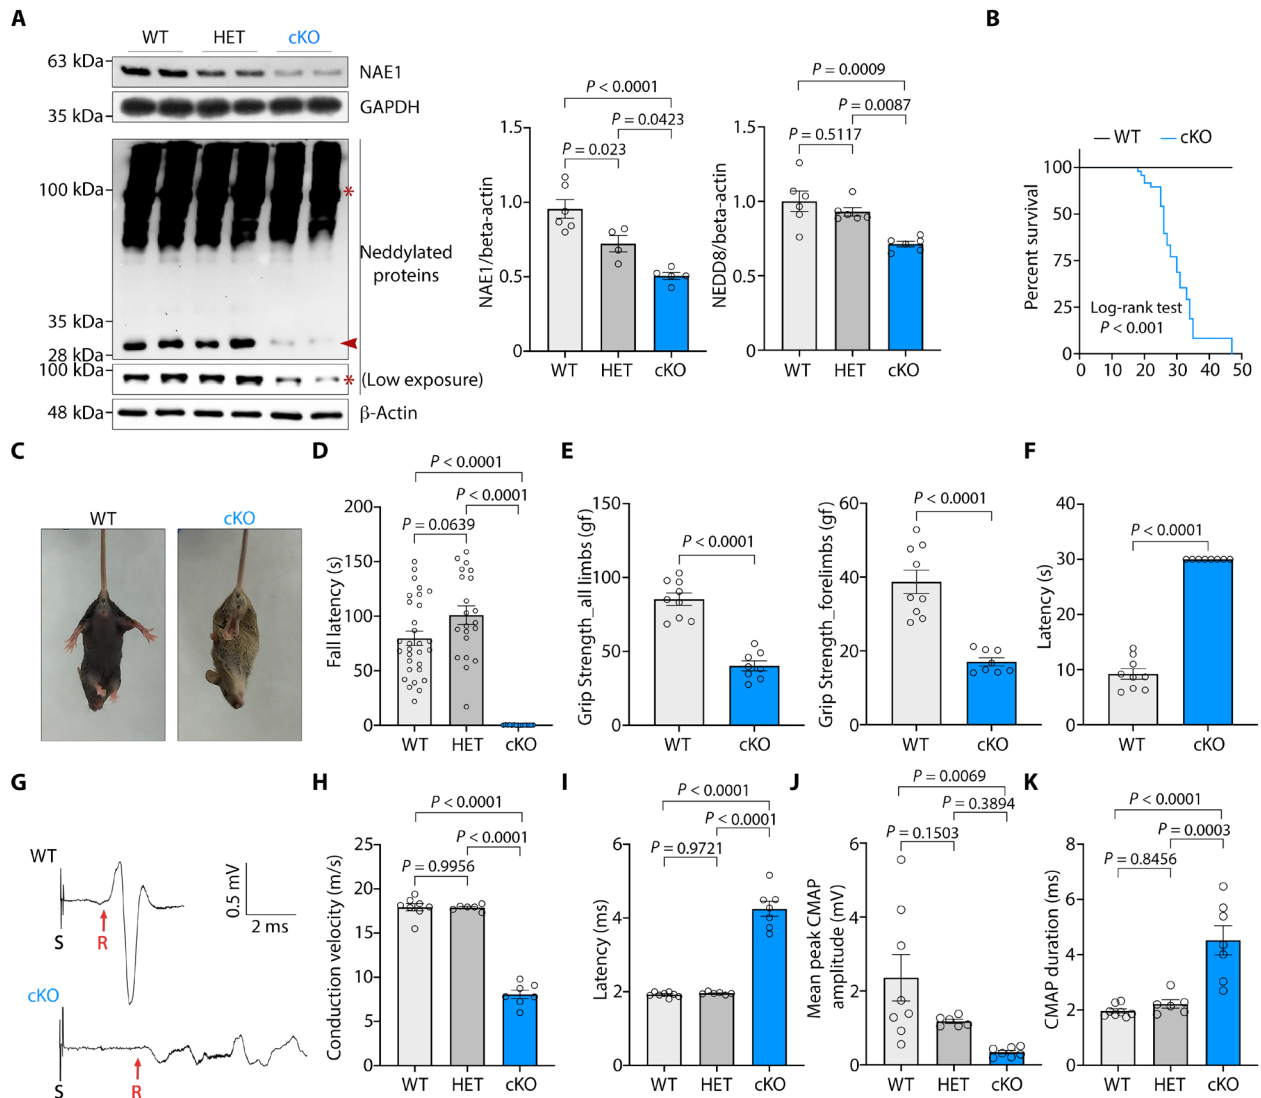 A
WT HET cKO
63 kDa
NAE1
GAPDH
35 kDa
100 kDa
*
Neddylated
proteins
35 kDa
28 kDa
100 kDa
* (Low exposure)
48 kDa
β-Actin
P < 0.0001
P = 0.0423
P = 0.023
1.5
1.0
0.5
0
NAE1/beta-actin
WT HET cKO
P = 0.0009
P = 0.0087
P = 0.5117
1.5
1.0
0.5
0
NEDD8/beta-actin
WT HET cKO
B
WT cKO
100
50
75
25
0
Percent survival
Log-rank test
P < 0.001
0 10 20 30 40 50
C
WT cKO
D
P < 0.0001
P < 0.0001
P = 0.0639
200
150
100
50
0
Fall latency (s)
WT HET cKO
E
150
100
50
0
Grip Strength_all limbs (gf)
P < 0.0001
WT cKO
60
40
20
0
Grip Strength_forelimbs (gf)
P < 0.0001
WT cKO
F
40
30
20
10
0
Latency (s)
P < 0.0001
WT cKO
G
WT
0.5 mV
2 ms
S R
cKO
S R
H
P < 0.0001
P < 0.0001
P = 0.9956
25
20
15
10
5
0
Conduction velocity (m/s)
WT HET cKO
I
P < 0.0001
P < 0.0001
P = 0.9721
6
4
2
0
Latency (ms)
WT HET cKO
J
P = 0.0069
P = 0.3894
P = 0.1503
6
4
2
0
Mean peak CMAP
amplitude (mV)
WT HET cKO
K
P < 0.0001
P = 0.0003
P = 0.8456
8
6
4
2
0
CMAP duration (ms)
WT HET cKO